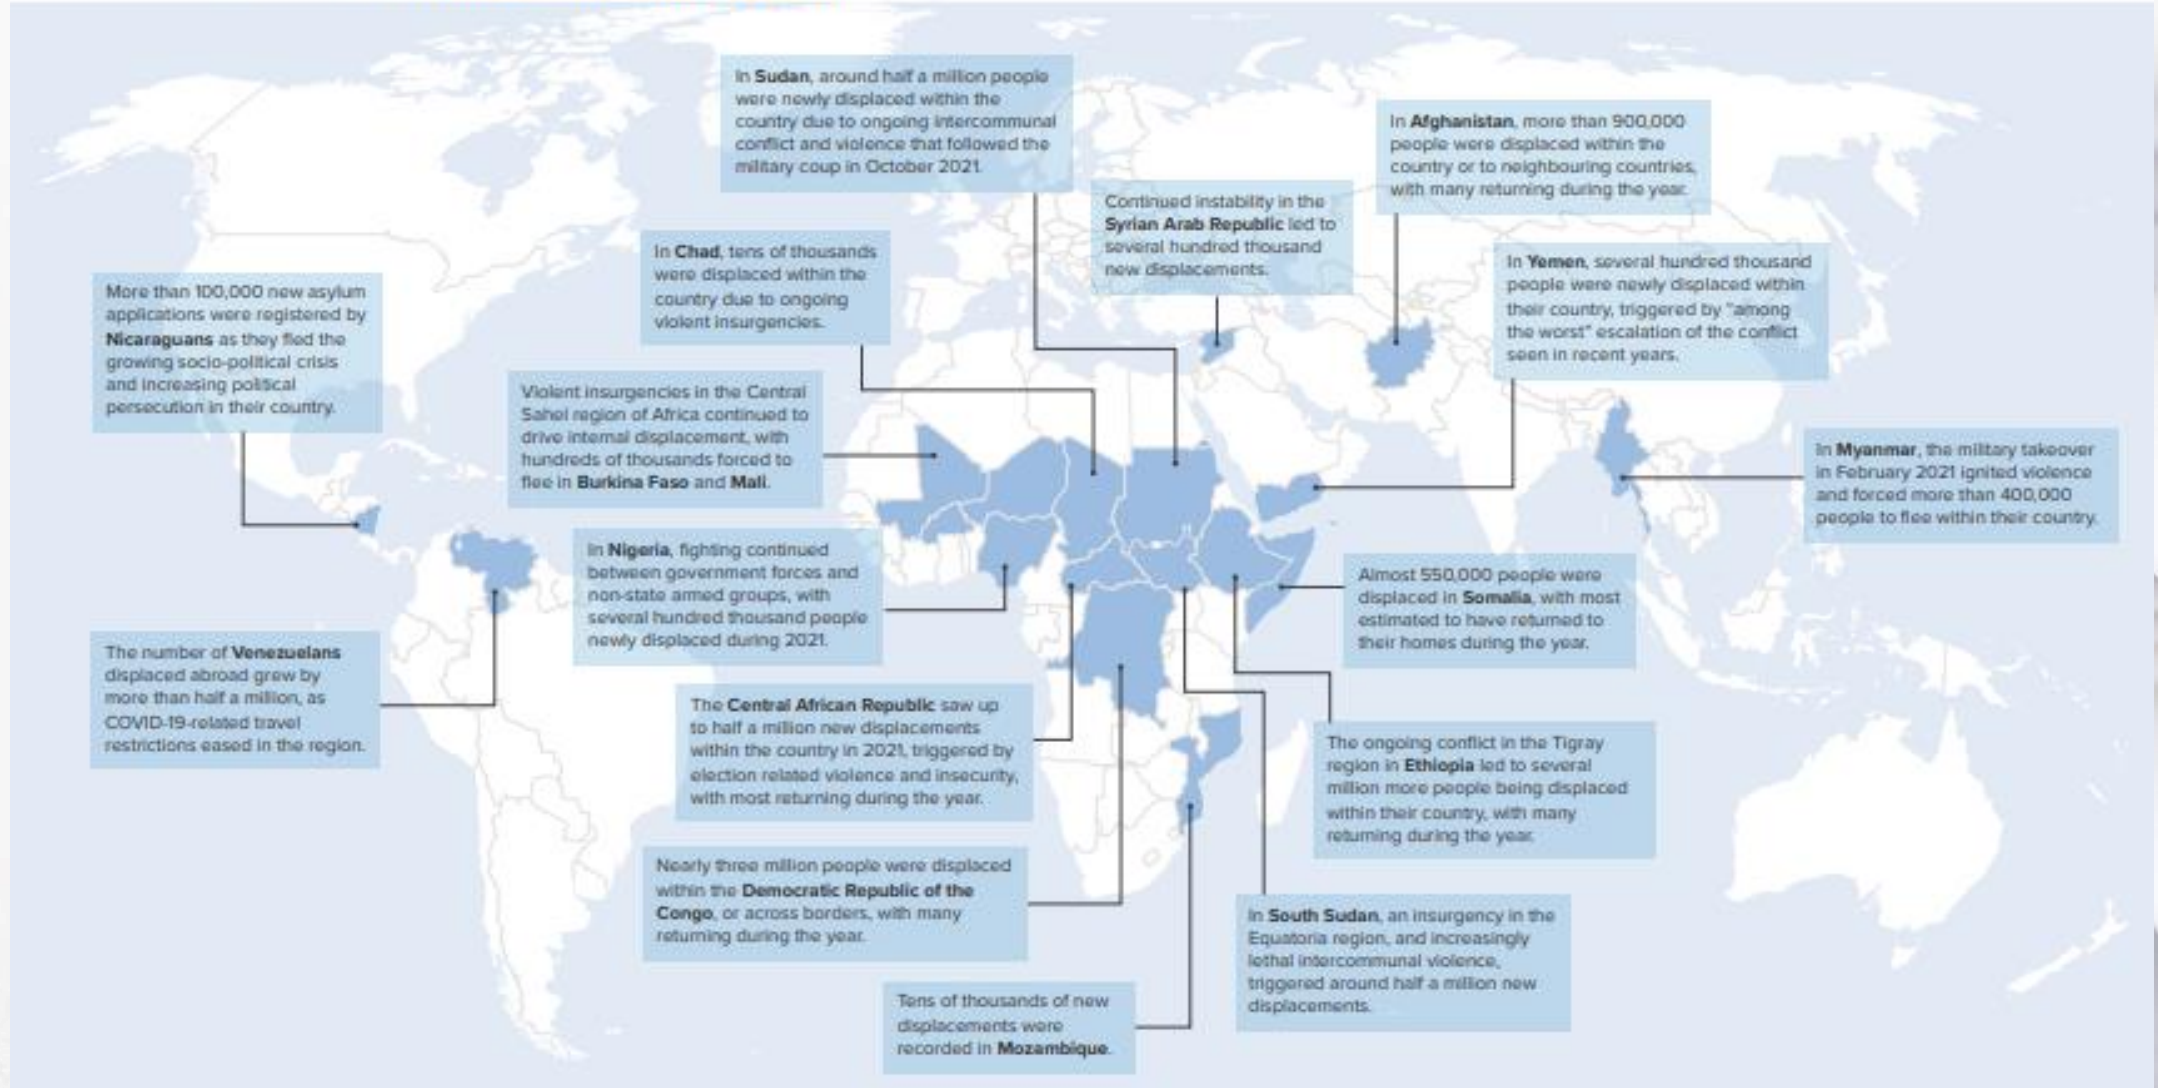 In Sudan, around half a million people
were newly displaced within the
country due to ongoing intercommunal
conflict and violence that followed the
military coup in October 2021.
In Afghanistan, more than 900,000
people were displaced within the
country or to neighbouring countries,
with many returning during the year.
Continued instability in the
Syrian Arab Republic led to
several hundred thousand
new displacements.
In Chad, tens of thousands
were displaced within the
country due to ongoing
violent insurgencies.
In Yemen, several hundred thousand
people were newly displaced within
their country, triggered by "among
the worst" escalation of the conflict
seen in recent years.
More than 100,000 new asylum
applications were registered by
Nicaraguans as they fled the
growing socio-political crisis
and increasing political
persecution in their country.
Violent insurgencies in the Central
Sahel region of Africa continued to
drive internal displacement, with
hundreds of thousands forced to
flee in Burkina Faso and Mali.
In Myanmar, the military takeover
in February 2021 ignited violence
and forced more than 400,000
people to flee within their country.
In Nigeria, fighting continued
between government forces and
non-state armed groups, with
several hundred thousand people
newly displaced during 2021.
Almost 550,000 people were
displaced in Somalia, with most
estimated to have returned to
their homes during the year.
The number of Venezuelans
displaced abroad grew by
more than half a million, as
COVID-19-related travel
restrictions eased in the region.
The Central African Republic saw up
to half a million new displacements
within the country in 2021, triggered by
election related violence and insecurity,
with most returning during the year.
The ongoing conflict in the Tigray
region in Ethiopia led to several
million more people being displaced
within their country, with many
returning during the year.
Nearly three million people were displaced
within the Democratic Republic of the
Congo, or across borders, with many
returning during the year.
In South Sudan, an insurgency in the
Equatoria region, and increasingly
lethal intercommunal violence,
triggered around half a million new
displacements.
Tens of thousands of new
displacements were
recorded in Mozambique.